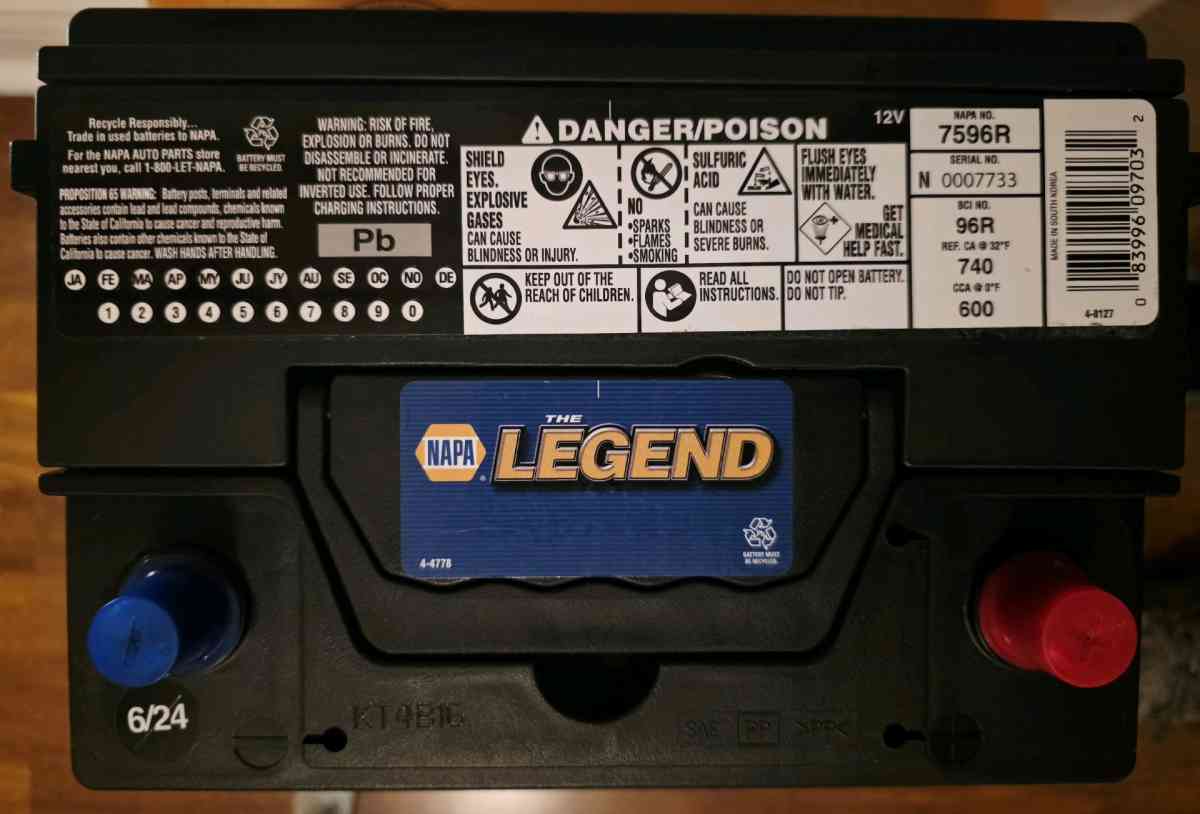 Recycle Responsibly...
Trade in used batteries to NAPA.
For the NAPA AUTO PARTS store
nearest you, call 1-800-LET-NAPA.
PROPOSITION 65 WARNING: Battery posts, terminals and related
accessories contain lead and lead compounds, chemicals known
to the State of California to cause cancer and reproductive harm.
Batteries also contain other chemicals known to the State of
California to cause cancer. WASH HANDS AFTER HANDLING.
BATTERY MUST
BE RECYCLED.
WARNING: RISK OF FIRE,
EXPLOSION OR BURNS. DO NOT
DISASSEMBLE OR INCINERATE.
NOT RECOMMENDED FOR
INVERTED USE. FOLLOW PROPER
CHARGING INSTRUCTIONS.
Pb
JA FE MA AP MY JU JY AU SE OC NO DE
1 2 3 4 5 6 7 8 9 0
DANGER/POISON
12V
SHIELD
EYES.
EXPLOSIVE
GASES
CAN CAUSE
BLINDNESS OR INJURY.
NO
•SPARKS
•FLAMES
•SMOKING
SULFURIC
ACID
CAN CAUSE
BLINDNESS OR
SEVERE BURNS.
FLUSH EYES
IMMEDIATELY
WITH WATER.
GET
MEDICAL
HELP FAST.
KEEP OUT OF THE
REACH OF CHILDREN.
READ ALL
INSTRUCTIONS.
DO NOT OPEN BATTERY.
DO NOT TIP.
NAPA NO.
7596R
SERIAL NO.
N 0007733
BCI NO.
96R
REF. CA @ 32°F
740
CCA @ 0°F
600
MADE IN SOUTH KOREA
0 83996 09703 2
4-8127
NAPA
THE
LEGEND
4-4778
BATTERY MUST
BE RECYCLED.
6/24
KT4B16
SAE PP >PP<